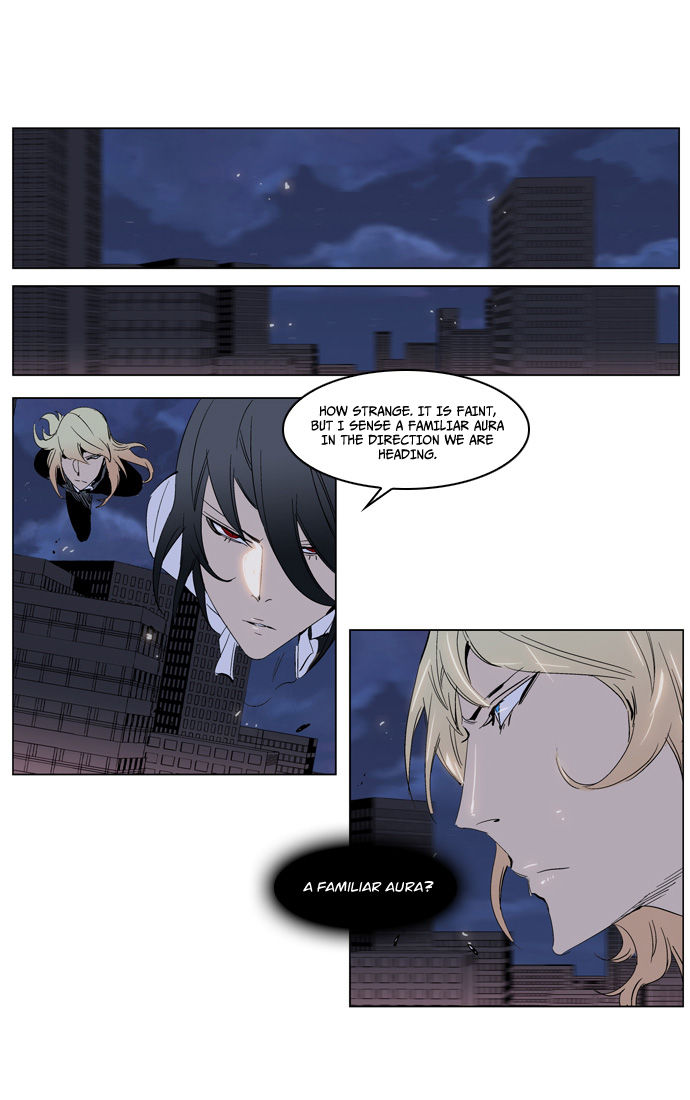 HOW STRANGE. IT IS FAINT,
BUT I SENSE A FAMILIAR AURA
IN THE DIRECTION WE ARE
HEADING.
A FAMILIAR AURA?